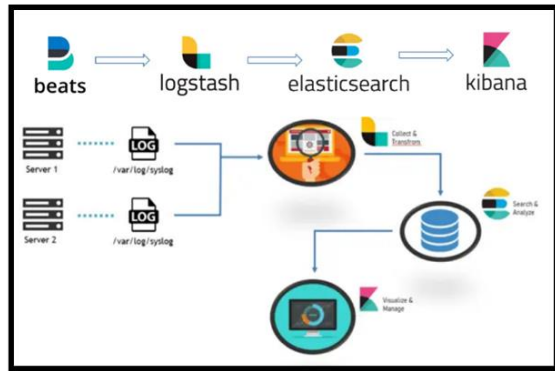 beats
logstash
elasticsearch
kibana
Server 1
LOG
/var/log/syslog
Collect &
Transfrom
Server 2
LOG
/var/log/syslog
Search &
Analyze
Visualize &
Manage